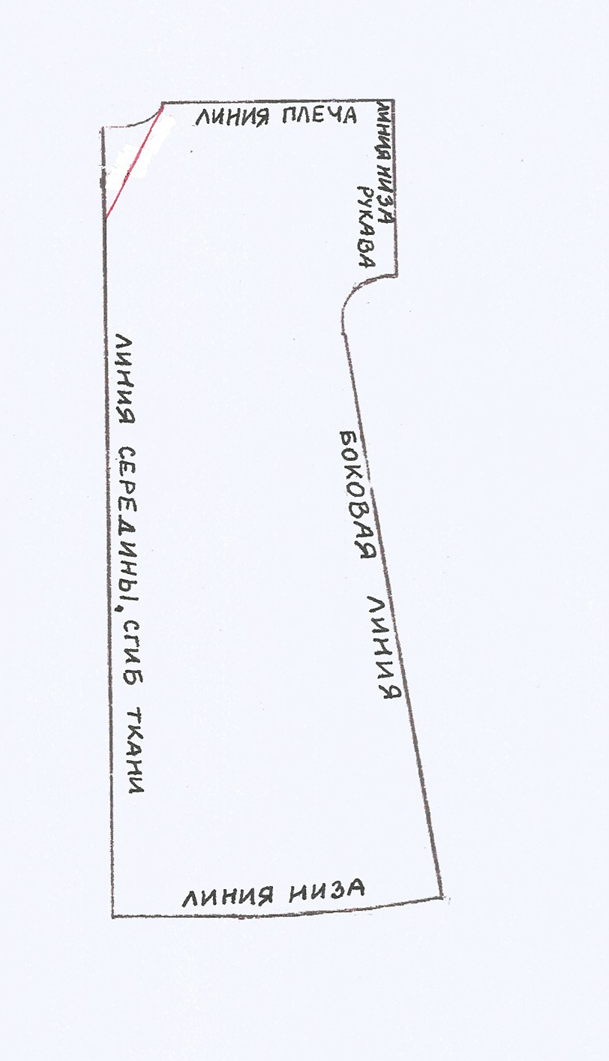 ЛИНИЯ ПЛЕЧА
ЛИНИЯ НИЗА
РУКАВА
ЛИНИЯ СЕРЕДИНЫ. СГИБ ТКАНИ
БОКОВАЯ ЛИНИЯ
ЛИНИЯ НИЗА